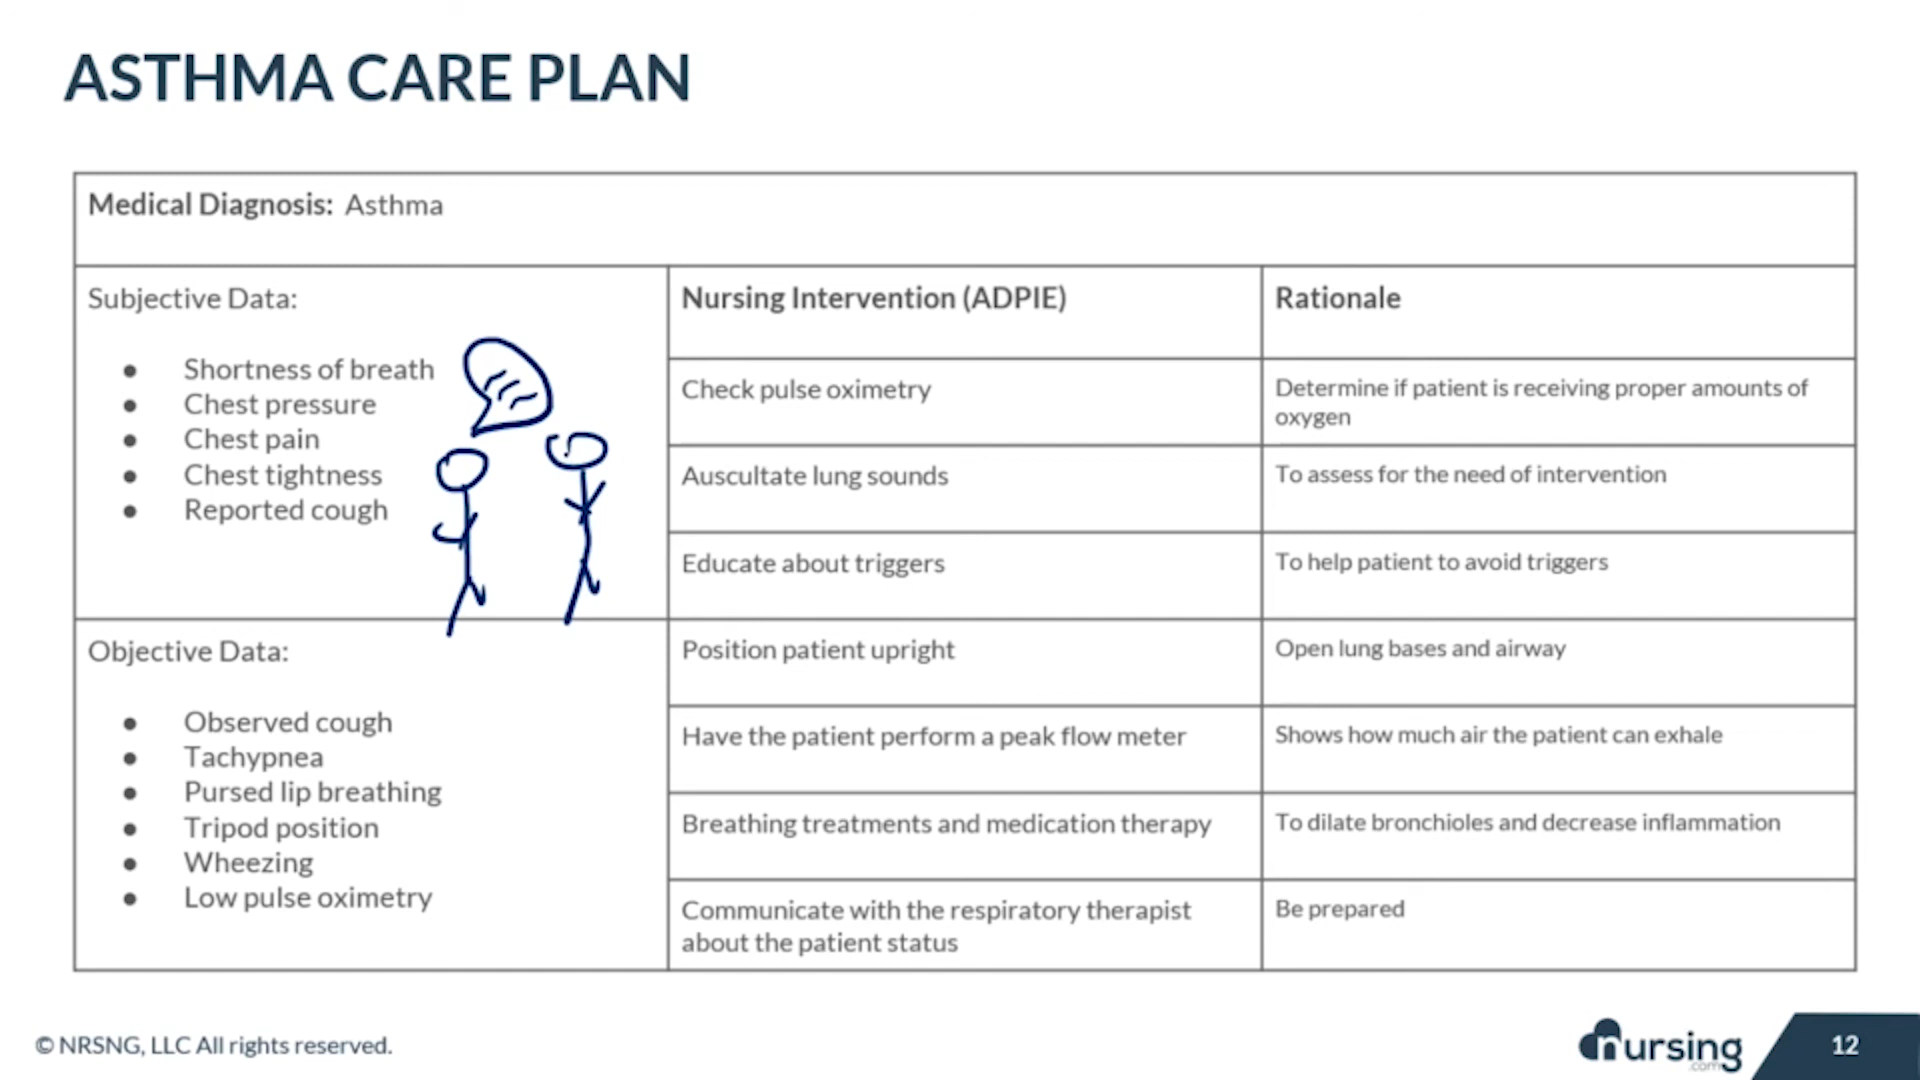 ASTHMA CARE PLAN
Medical Diagnosis: Asthma
Subjective Data:
● Shortness of breath
● Chest pressure
● Chest pain
● Chest tightness
● Reported cough
Objective Data:
● Observed cough
● Tachypnea
● Pursed lip breathing
● Tripod position
● Wheezing
● Low pulse oximetry
Nursing Intervention (ADPIE)
Rationale
Check pulse oximetry
Determine if patient is receiving proper amounts of
oxygen
Auscultate lung sounds
To assess for the need of intervention
Educate about triggers
To help patient to avoid triggers
Position patient upright
Open lung bases and airway
Have the patient perform a peak flow meter
Shows how much air the patient can exhale
Breathing treatments and medication therapy
To dilate bronchioles and decrease inflammation
Communicate with the respiratory therapist
about the patient status
Be prepared
© NRSNG, LLC All rights reserved.
nursing
.com
12